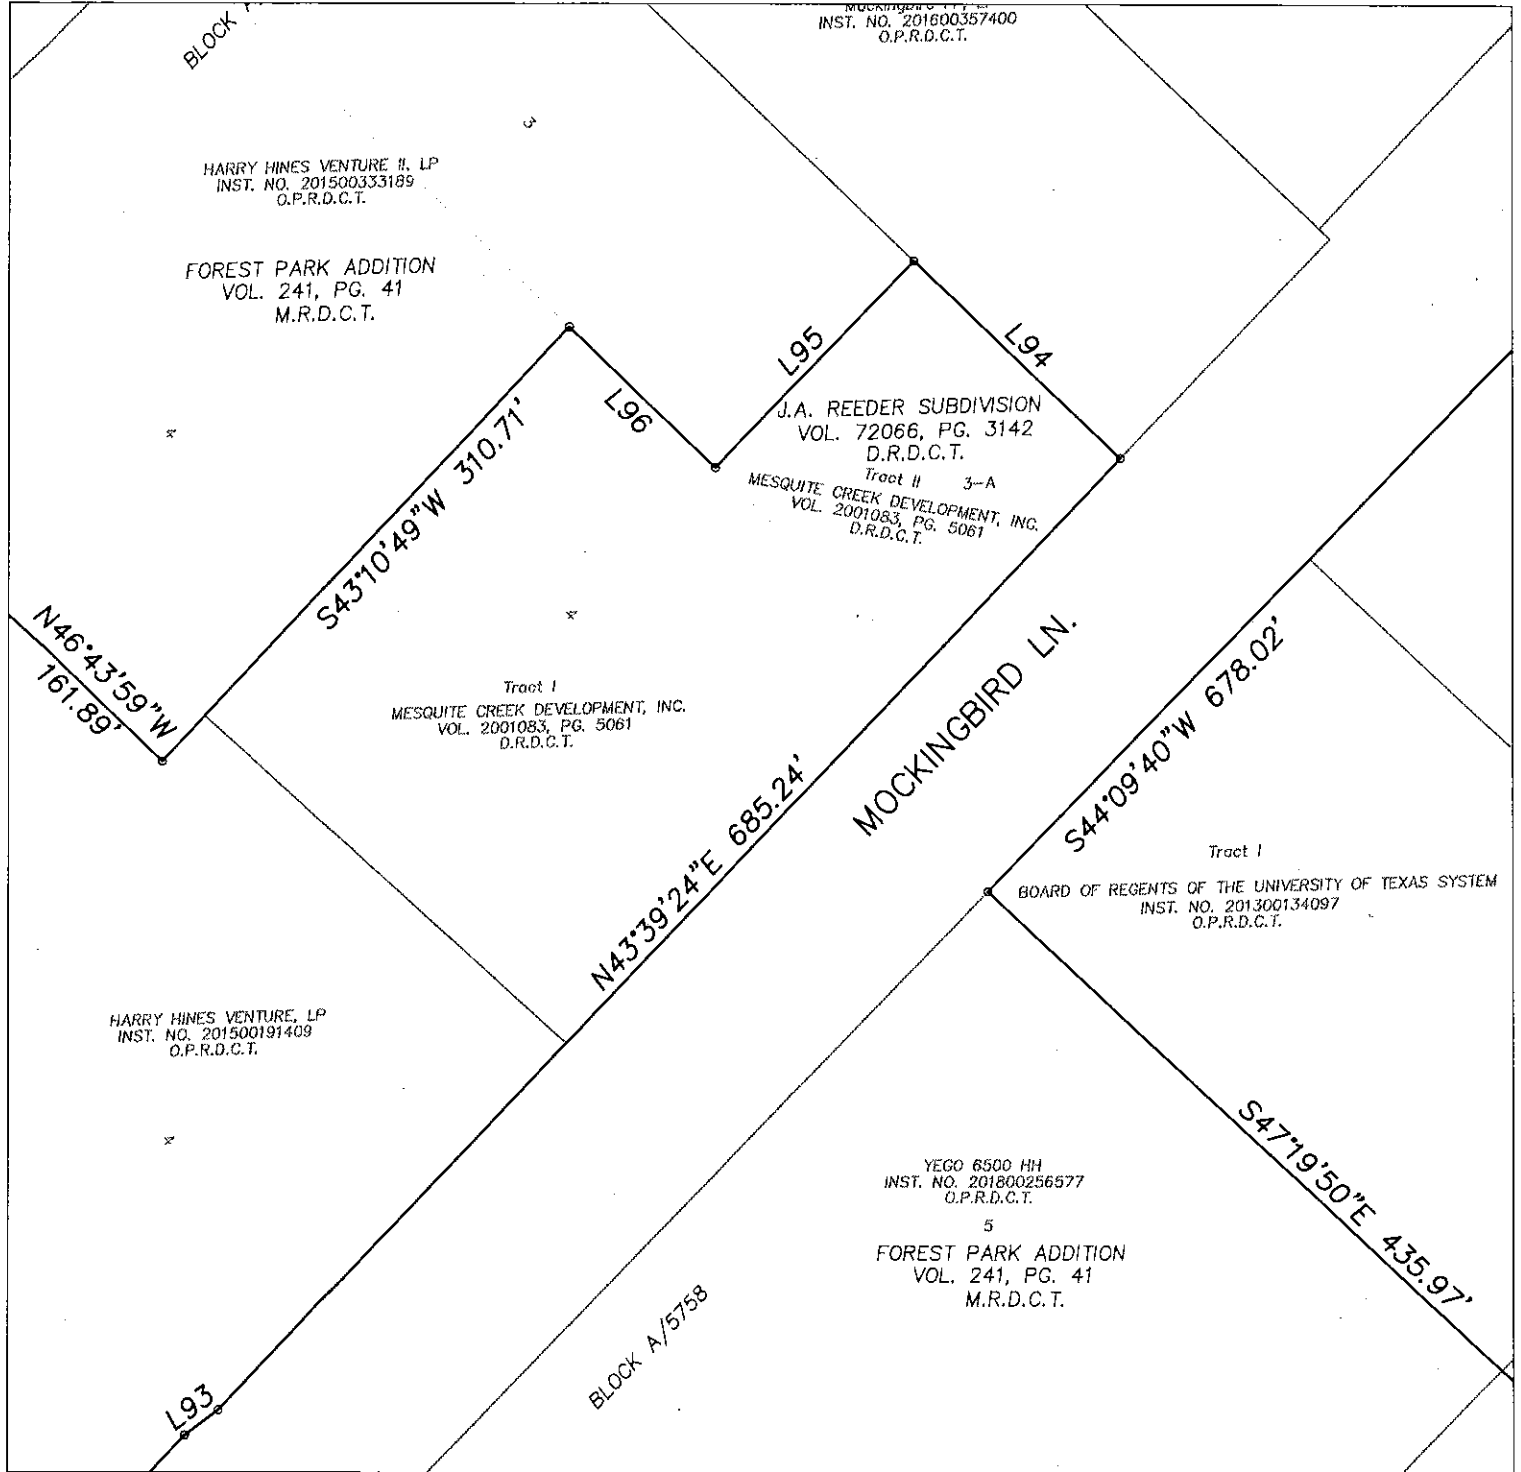 BLOCK
INST. NO. 201600357400
O.P.R.D.C.T.
3
HARRY HINES VENTURE II, LP
INST. NO. 201500333189
O.P.R.D.C.T.
FOREST PARK ADDITION
VOL. 241, PG. 41
M.R.D.C.T.
L94
L95
L96
J.A. REEDER SUBDIVISION
VOL. 72066, PG. 3142
D.R.D.C.T.
Tract II 3-A
MESQUITE CREEK DEVELOPMENT, INC.
VOL. 2001083, PG. 5061
D.R.D.C.T.
4
S43°10'49"W 310.71'
N46°43'59"W
161.89'
4
Tract I
MESQUITE CREEK DEVELOPMENT, INC.
VOL. 2001083, PG. 5061
D.R.D.C.T.
MOCKINGBIRD LN.
S44°09'40"W 678.02'
N43°39'24"E 685.24'
Tract I
BOARD OF REGENTS OF THE UNIVERSITY OF TEXAS SYSTEM
INST. NO. 201300134097
O.P.R.D.C.T.
HARRY HINES VENTURE, LP
INST. NO. 201500191409
O.P.R.D.C.T.
4
S47°19'50"E 435.97'
YEGO 6500 HH
INST. NO. 201800256577
O.P.R.D.C.T.
5
FOREST PARK ADDITION
VOL. 241, PG. 41
M.R.D.C.T.
BLOCK A/5758
L93